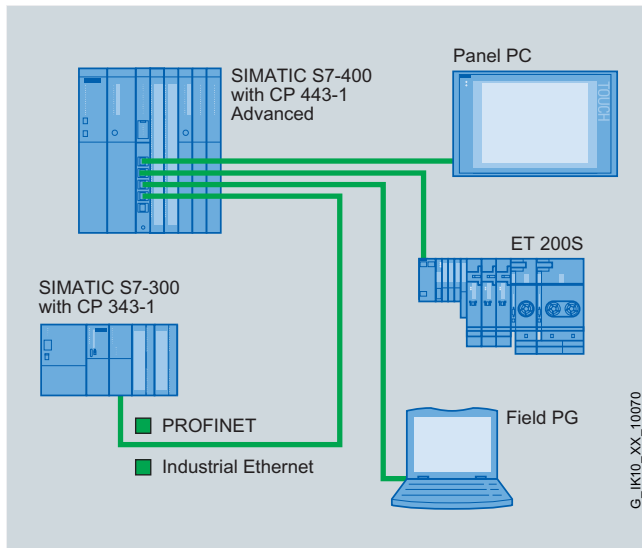 SIMATIC S7-400
with CP 443-1
Advanced
Panel PC
TOUCH
ET 200S
SIMATIC S7-300
with CP 343-1
PROFINET
Industrial Ethernet
Field PG
G_IK10_XX_10070